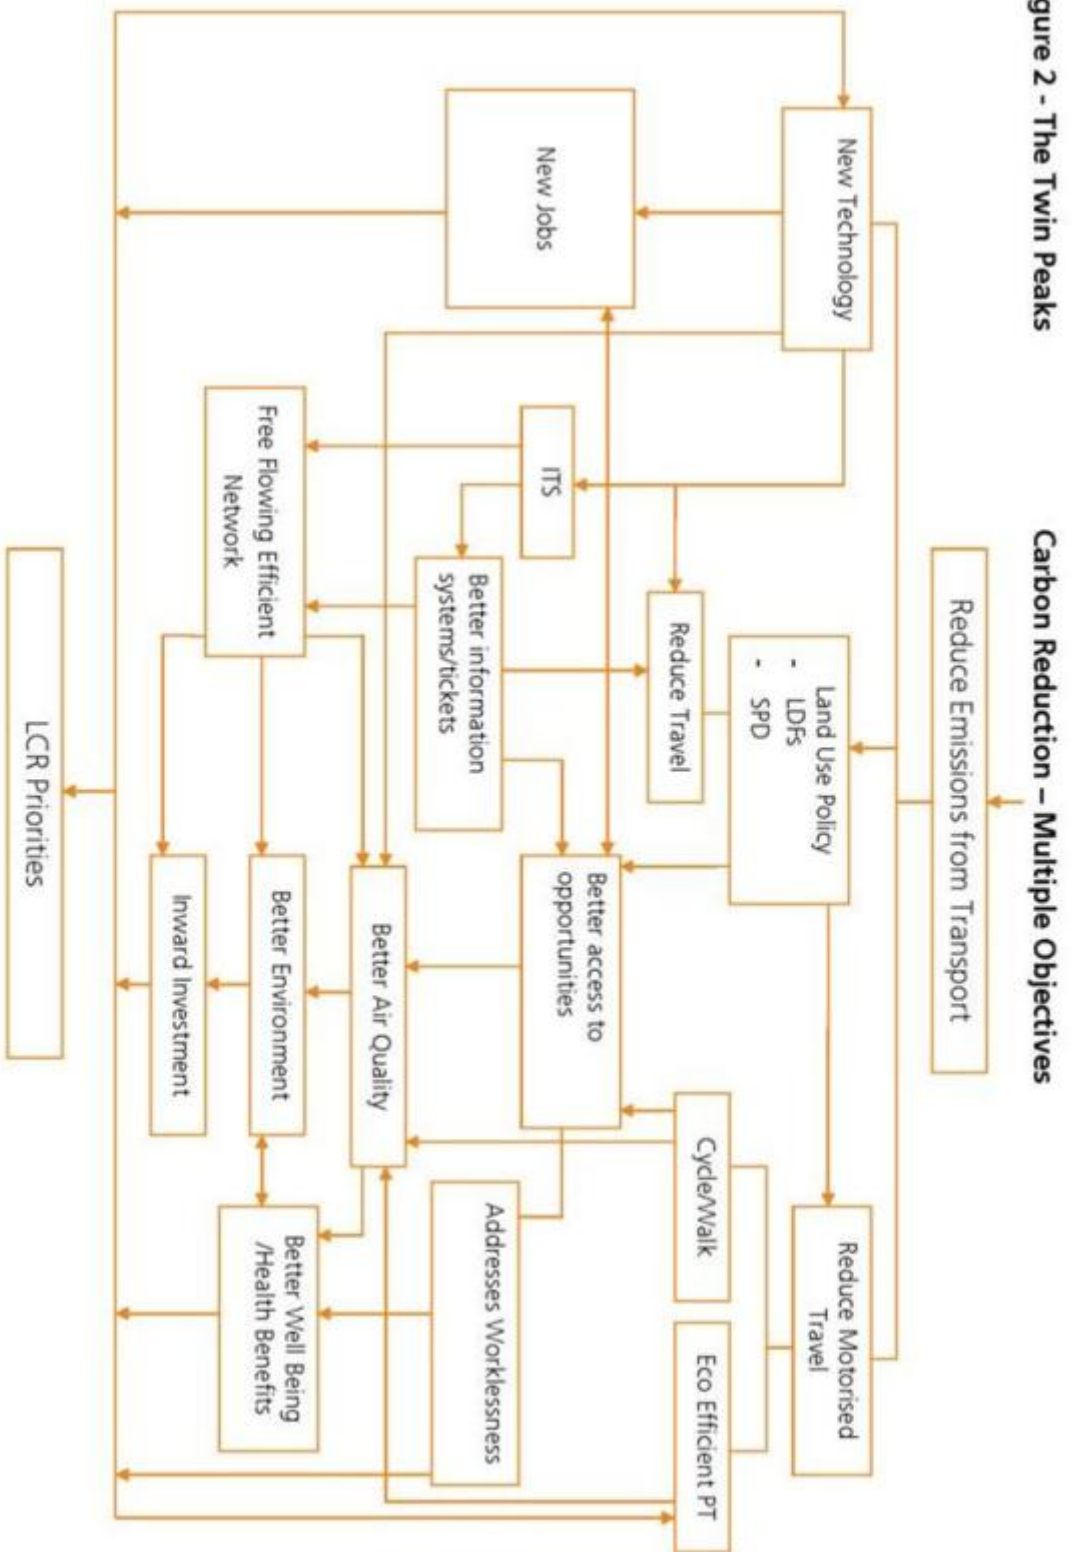 gure 2 - The Twin Peaks
Carbon Reduction – Multiple Objectives
Reduce Emissions from Transport
New Technology
Land Use Policy
- LDFs
- SPD
Reduce Motorised
Travel
Reduce Travel
Cycle/Walk
Eco Efficient PT
New Jobs
ITS
Better access to
opportunities
Better information
systems/tickets
Addresses Worklessness
Better Air Quality
Free Flowing Efficient
Network
Better Environment
Better Well Being
/Health Benefits
Inward Investment
LCR Priorities